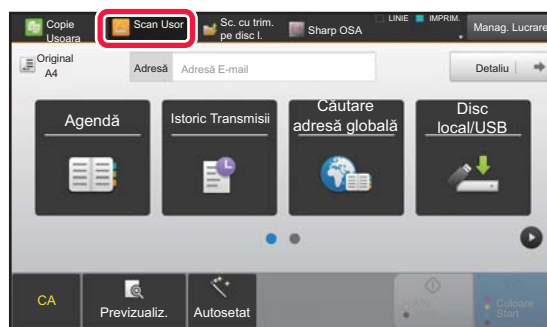 Copie
Usoara
Scan Usor
Sc. cu trim.
pe disc l.
Sharp OSA
LINIE
IMPRIM.
Manag. Lucrare
Original
A4
Adresă
Adresă E-mail
Detaliu
Agendă
Istoric Transmisii
Căutare
adresă globală
Disc
local/USB
CA
Previzualiz.
Autosetat
A/N
Start
Culoare
Start